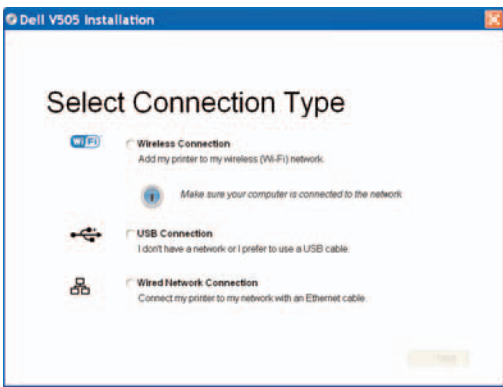 Dell V505 Installation
Select Connection Type
Wi Fi
Wireless Connection
Add my printer to my wireless (Wi-Fi) network.
Make sure your computer is connected to the network
USB Connection
I don't have a network or I prefer to use a USB cable.
Wired Network Connection
Connect my printer to my network with an Ethernet cable.